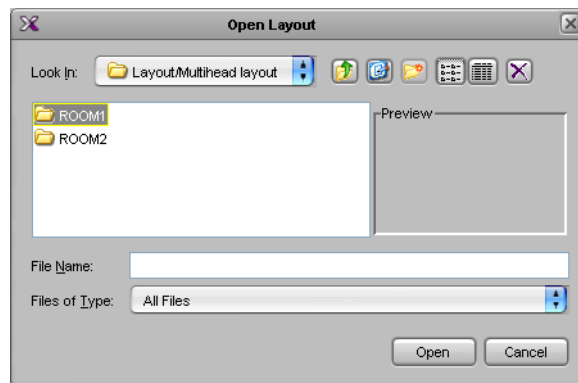 Open Layout
Look In: Layout/Multihead layout
ROOM1
ROOM2
Preview
File Name:
Files of Type: All Files
Open Cancel